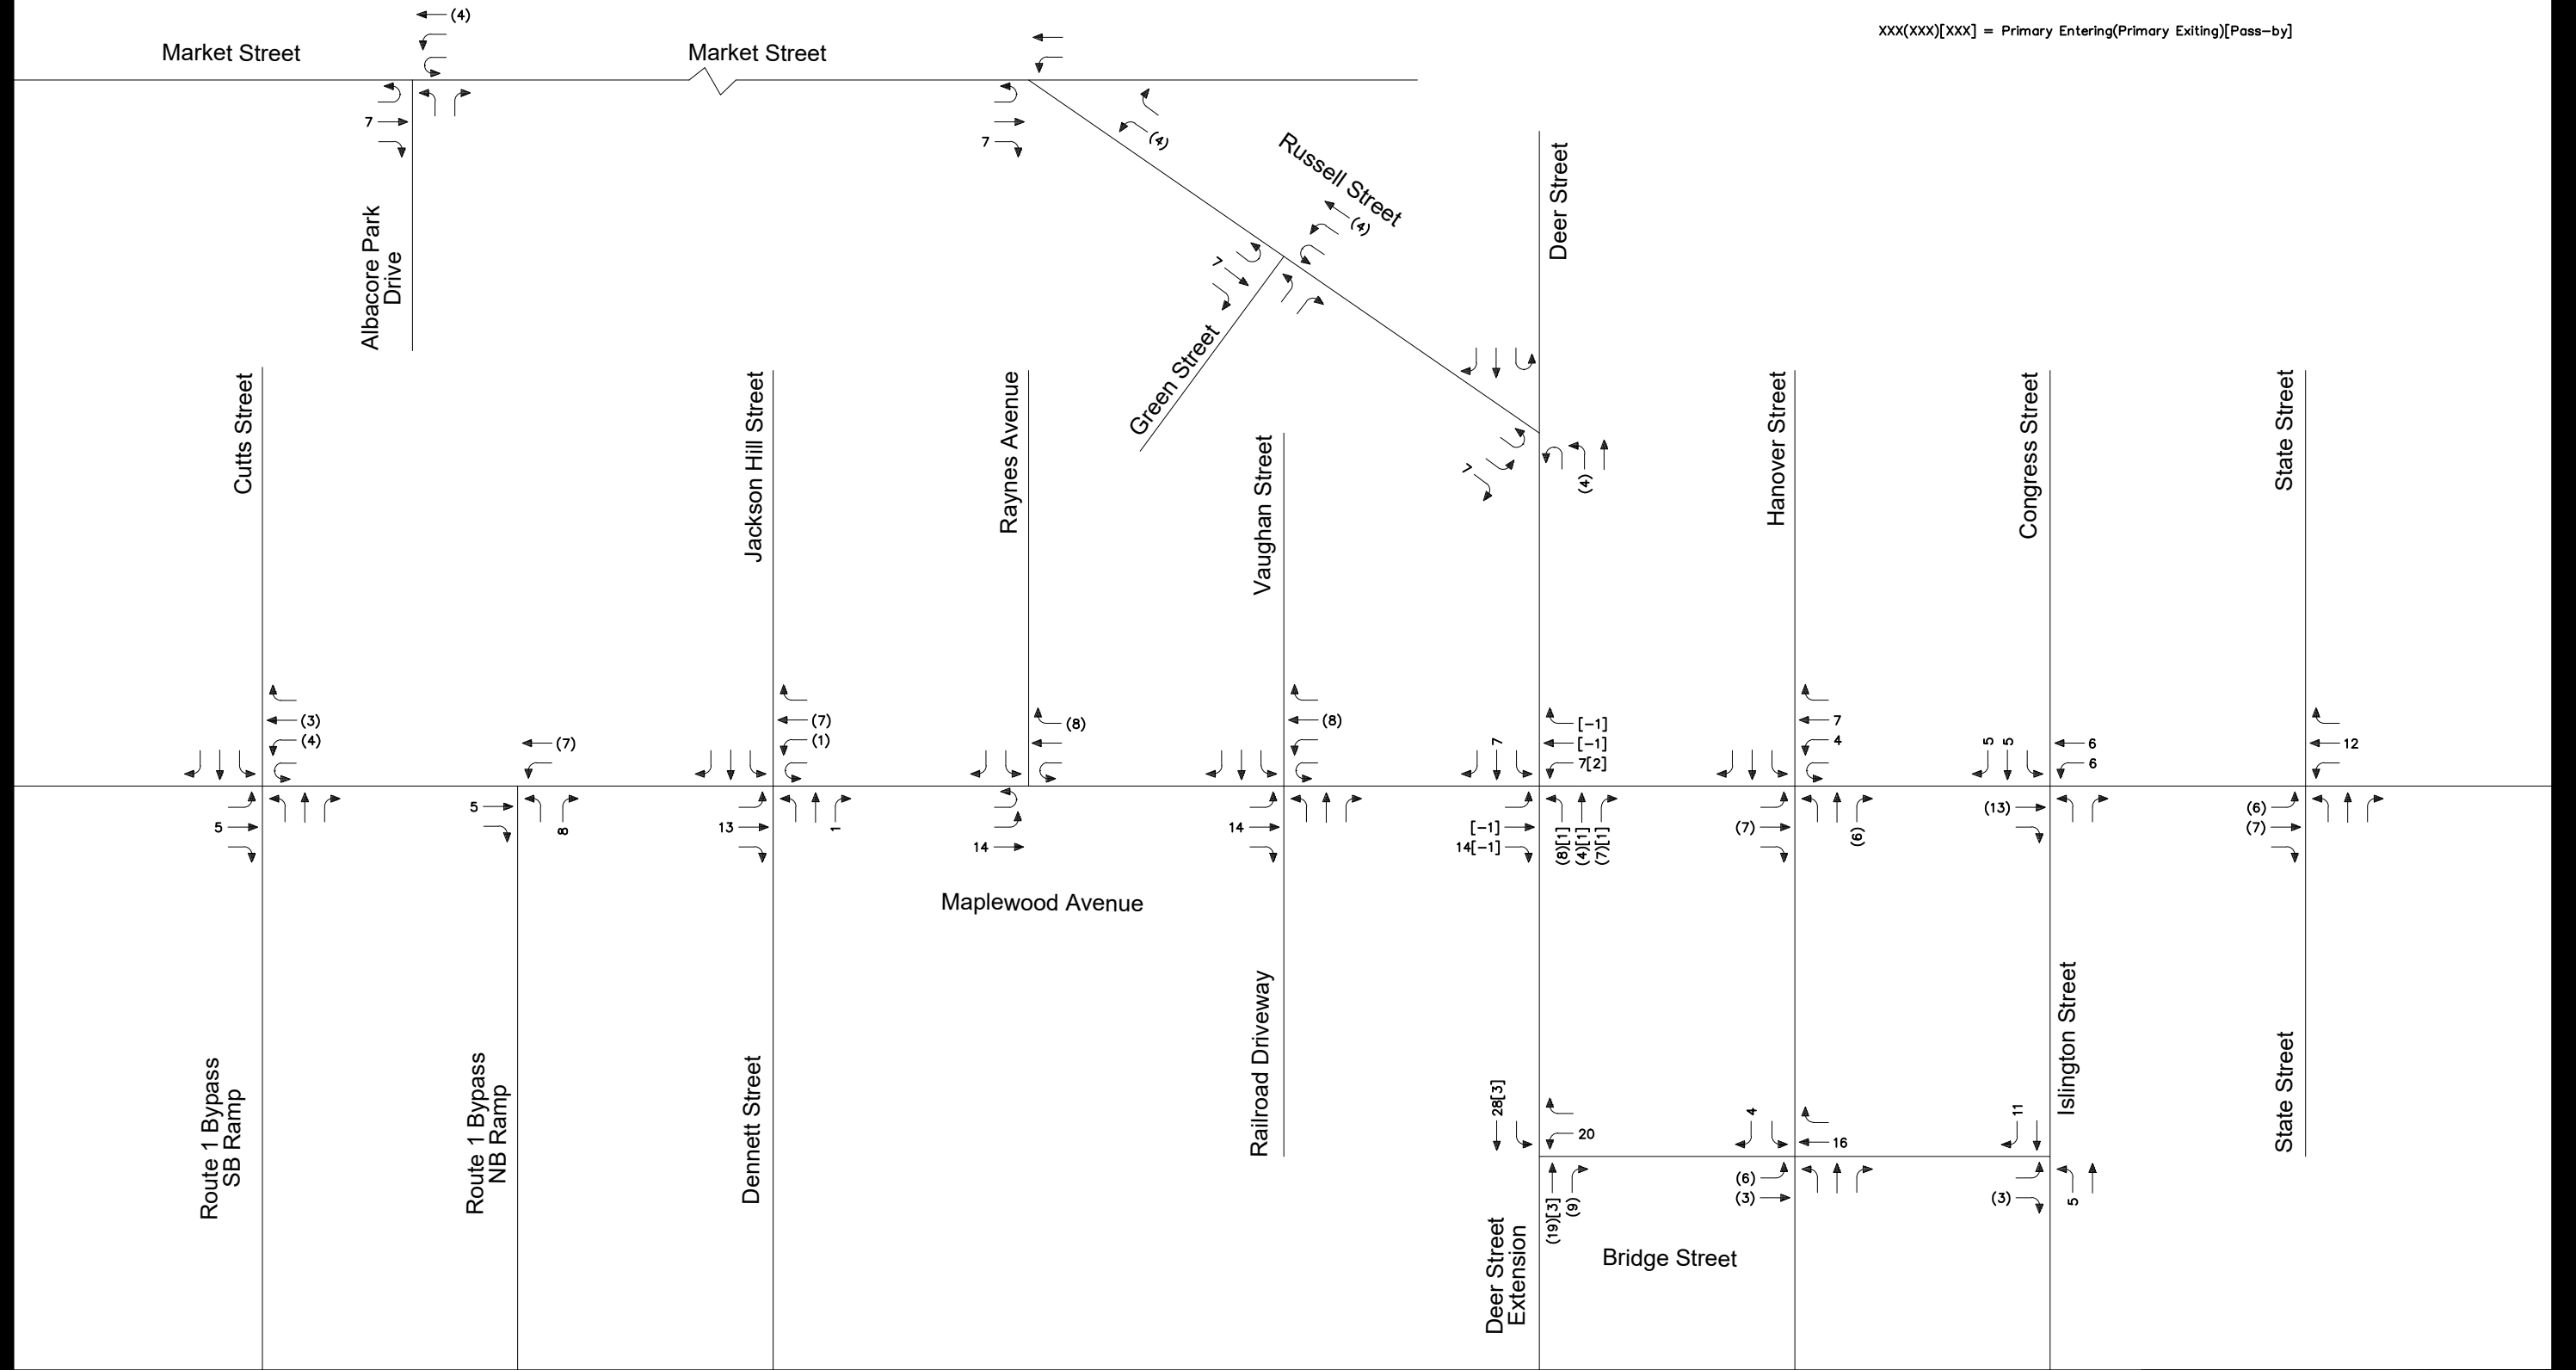 (4)
XXX(XXX)[XXX] = Primary Entering(Primary Exiting)[Pass-by]
Market Street
Market Street
7
7
(4)
Russell Street
Deer Street
Albacore Park
Drive
(4)
7
Green Street
7
(4)
Cutts Street
Jackson Hill Street
Raynes Avenue
Vaughan Street
Hanover Street
Congress Street
State Street
(3)
(4)
5
(7)
5
8
(7)
(1)
13
1
(8)
14
(8)
14
7
[-1]
[-1]
7[2]
[-1]
14[-1]
(8)[1]
(4)[1]
(7)[1]
7
4
(7)
(6)
5
5
6
6
(13)
12
(6)
(7)
Maplewood Avenue
Route 1 Bypass
SB Ramp
Route 1 Bypass
NB Ramp
Dennett Street
Railroad Driveway
Islington Street
State Street
28[3]
20
(19)[3]
(9)
4
16
(6)
(3)
11
(3)
5
Deer Street
Extension
Bridge Street